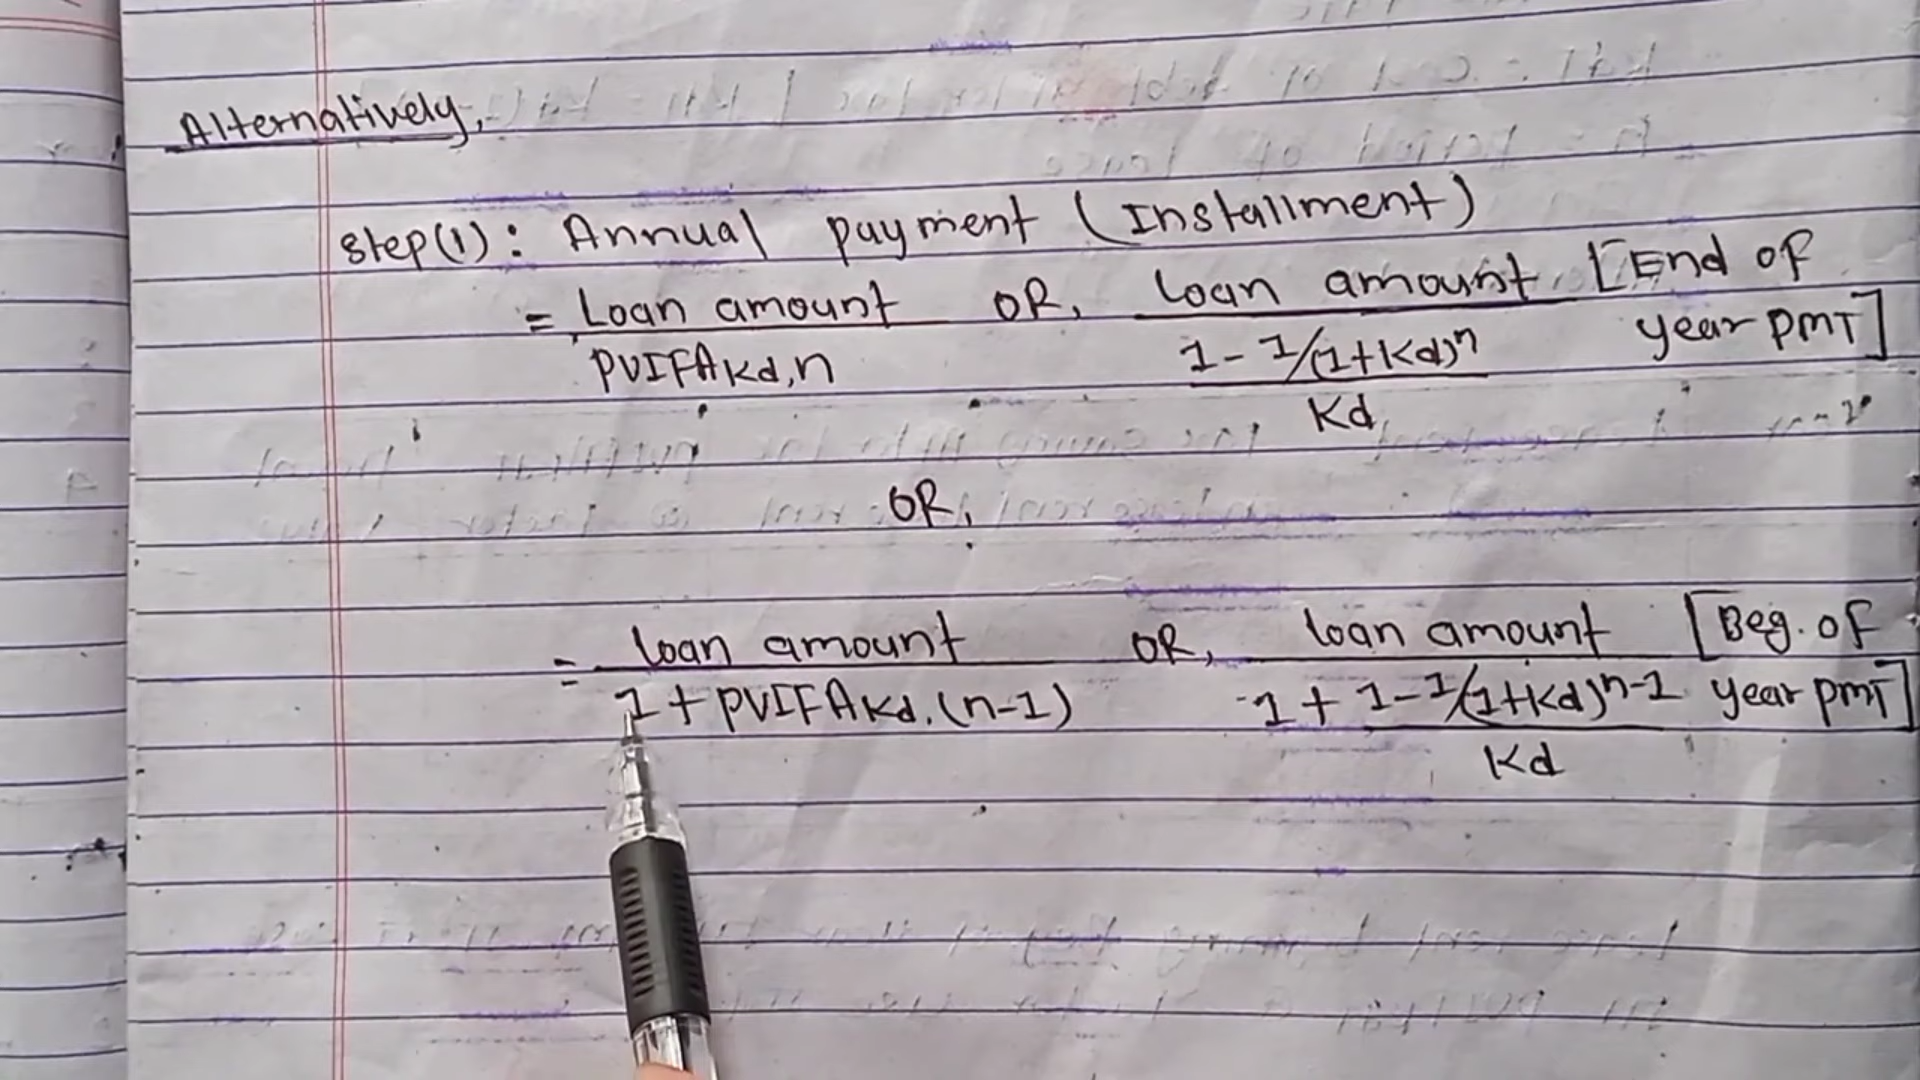 Alternatively,
Step(1): Annual payment (Installment)
= Loan amount / PVIFAKd,n OR, Loan amount / 1 - 1/(1+Kd)ⁿ / Kd [End of year PMT]
OR,
= Loan amount / 1 + PVIFAKd,(n-1) OR, Loan amount / 1 + 1 - 1/(1+Kd)ⁿ⁻¹ / Kd [Beg. of year PMT]